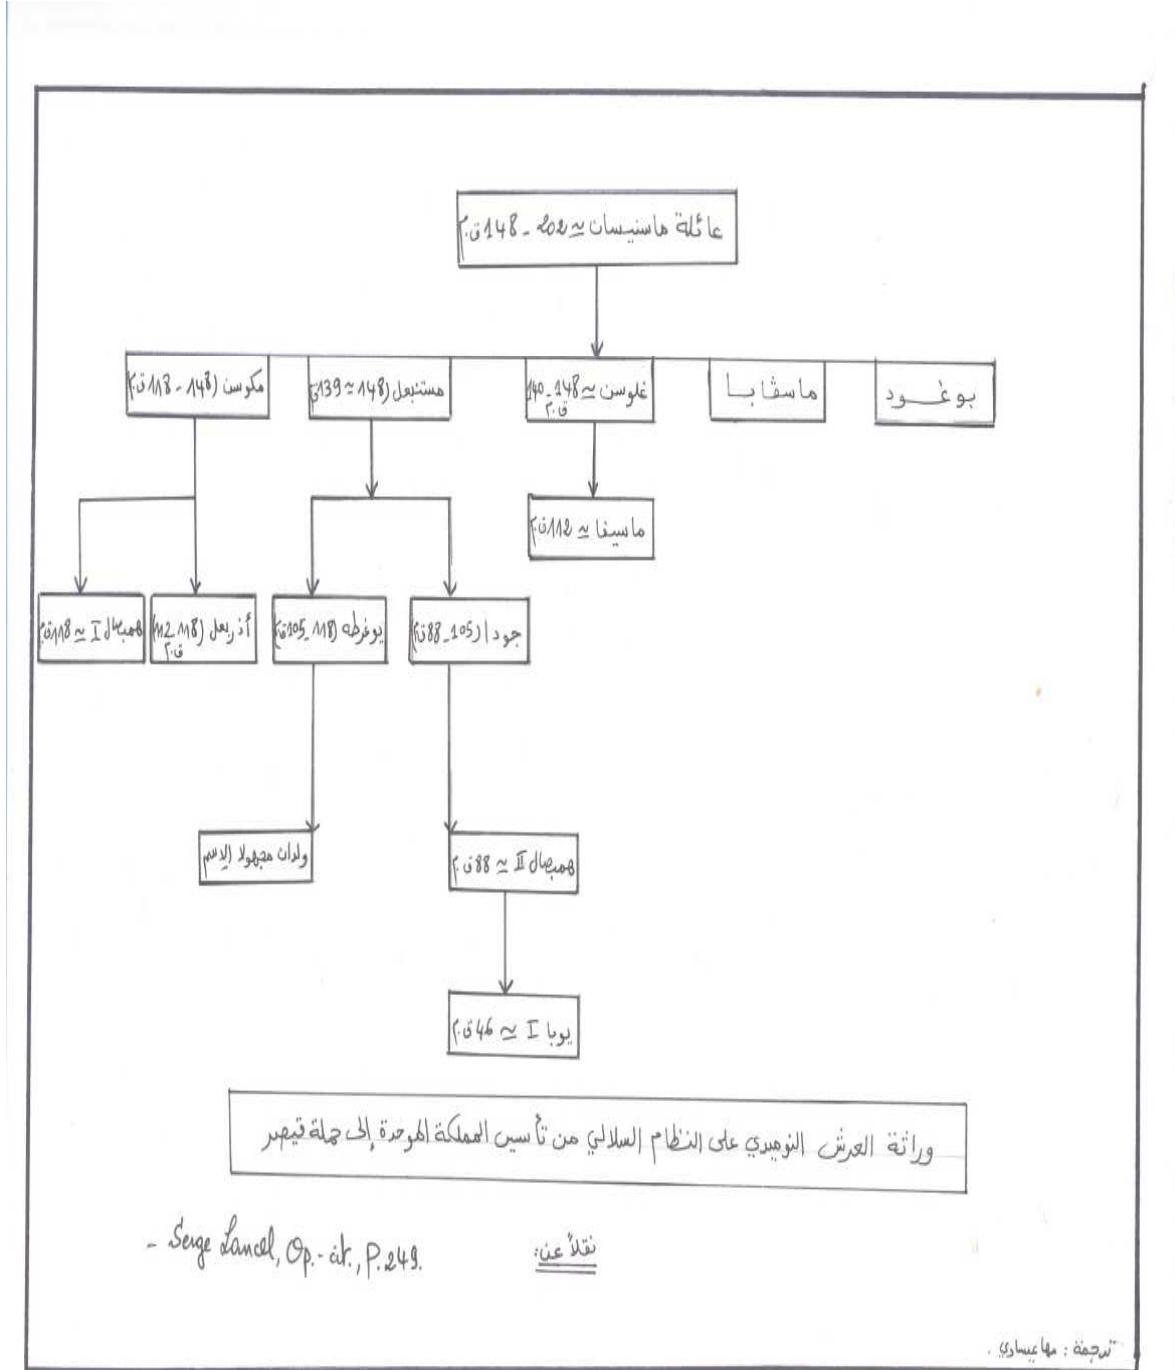 عائلة ماسنيسان ≃ 202 - 148 ق.م
بوغود
ماسڤابا
غلوسن ≃ 148 - 140
ق.م
مستنبعل (148 ≃ 139 ق.م
مكوسن (148 - 118 ق.م)
ماسيفا ≃ 112 ق.م
جودا (105 - 88 ق.م)
يوغرطه (118 - 105 ق.م)
أذربعل (118 - 112)
ق.م
همبصال I ≃ 118 ق.م
ولدان مجهولا الإسم
همبصال II ≃ 88 ق.م
يوبا I ≃ 46 ق.م
وراثة العرش النوميدي على النظام السلالي من تأسيس المملكة الموحدة إلى حملة قيصر
نقلاً عن:
- Serge Lancel, Op.-cit., P.249.
ترجمة : مها عيساوي .